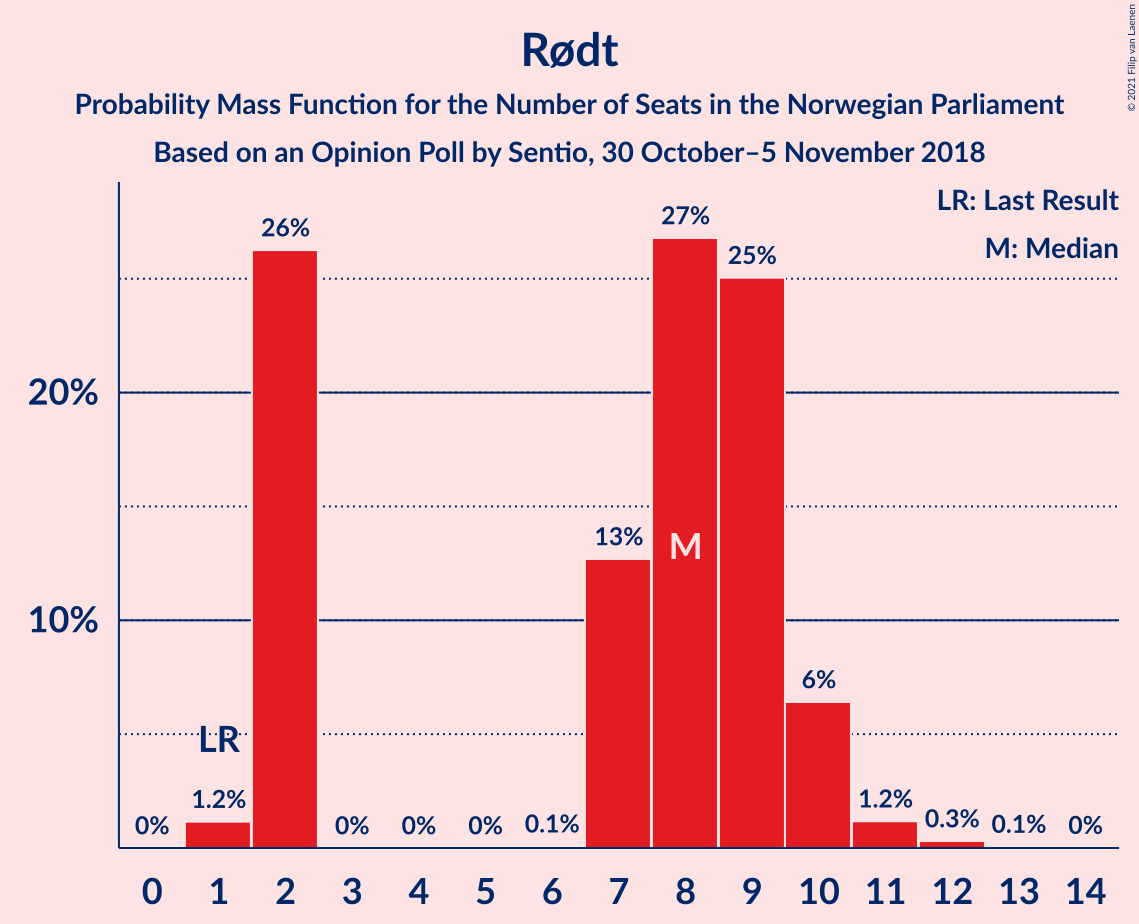 Rødt
Probability Mass Function for the Number of Seats in the Norwegian Parliament
Based on an Opinion Poll by Sentio, 30 October–5 November 2018
© 2021 Filip van Laenen
LR: Last Result
M: Median
20%
10%
0% 1.2% 26% 0% 0% 0% 0.1% 13% 27% 25% 6% 1.2% 0.3% 0.1% 0%
LR
M
0 1 2 3 4 5 6 7 8 9 10 11 12 13 14